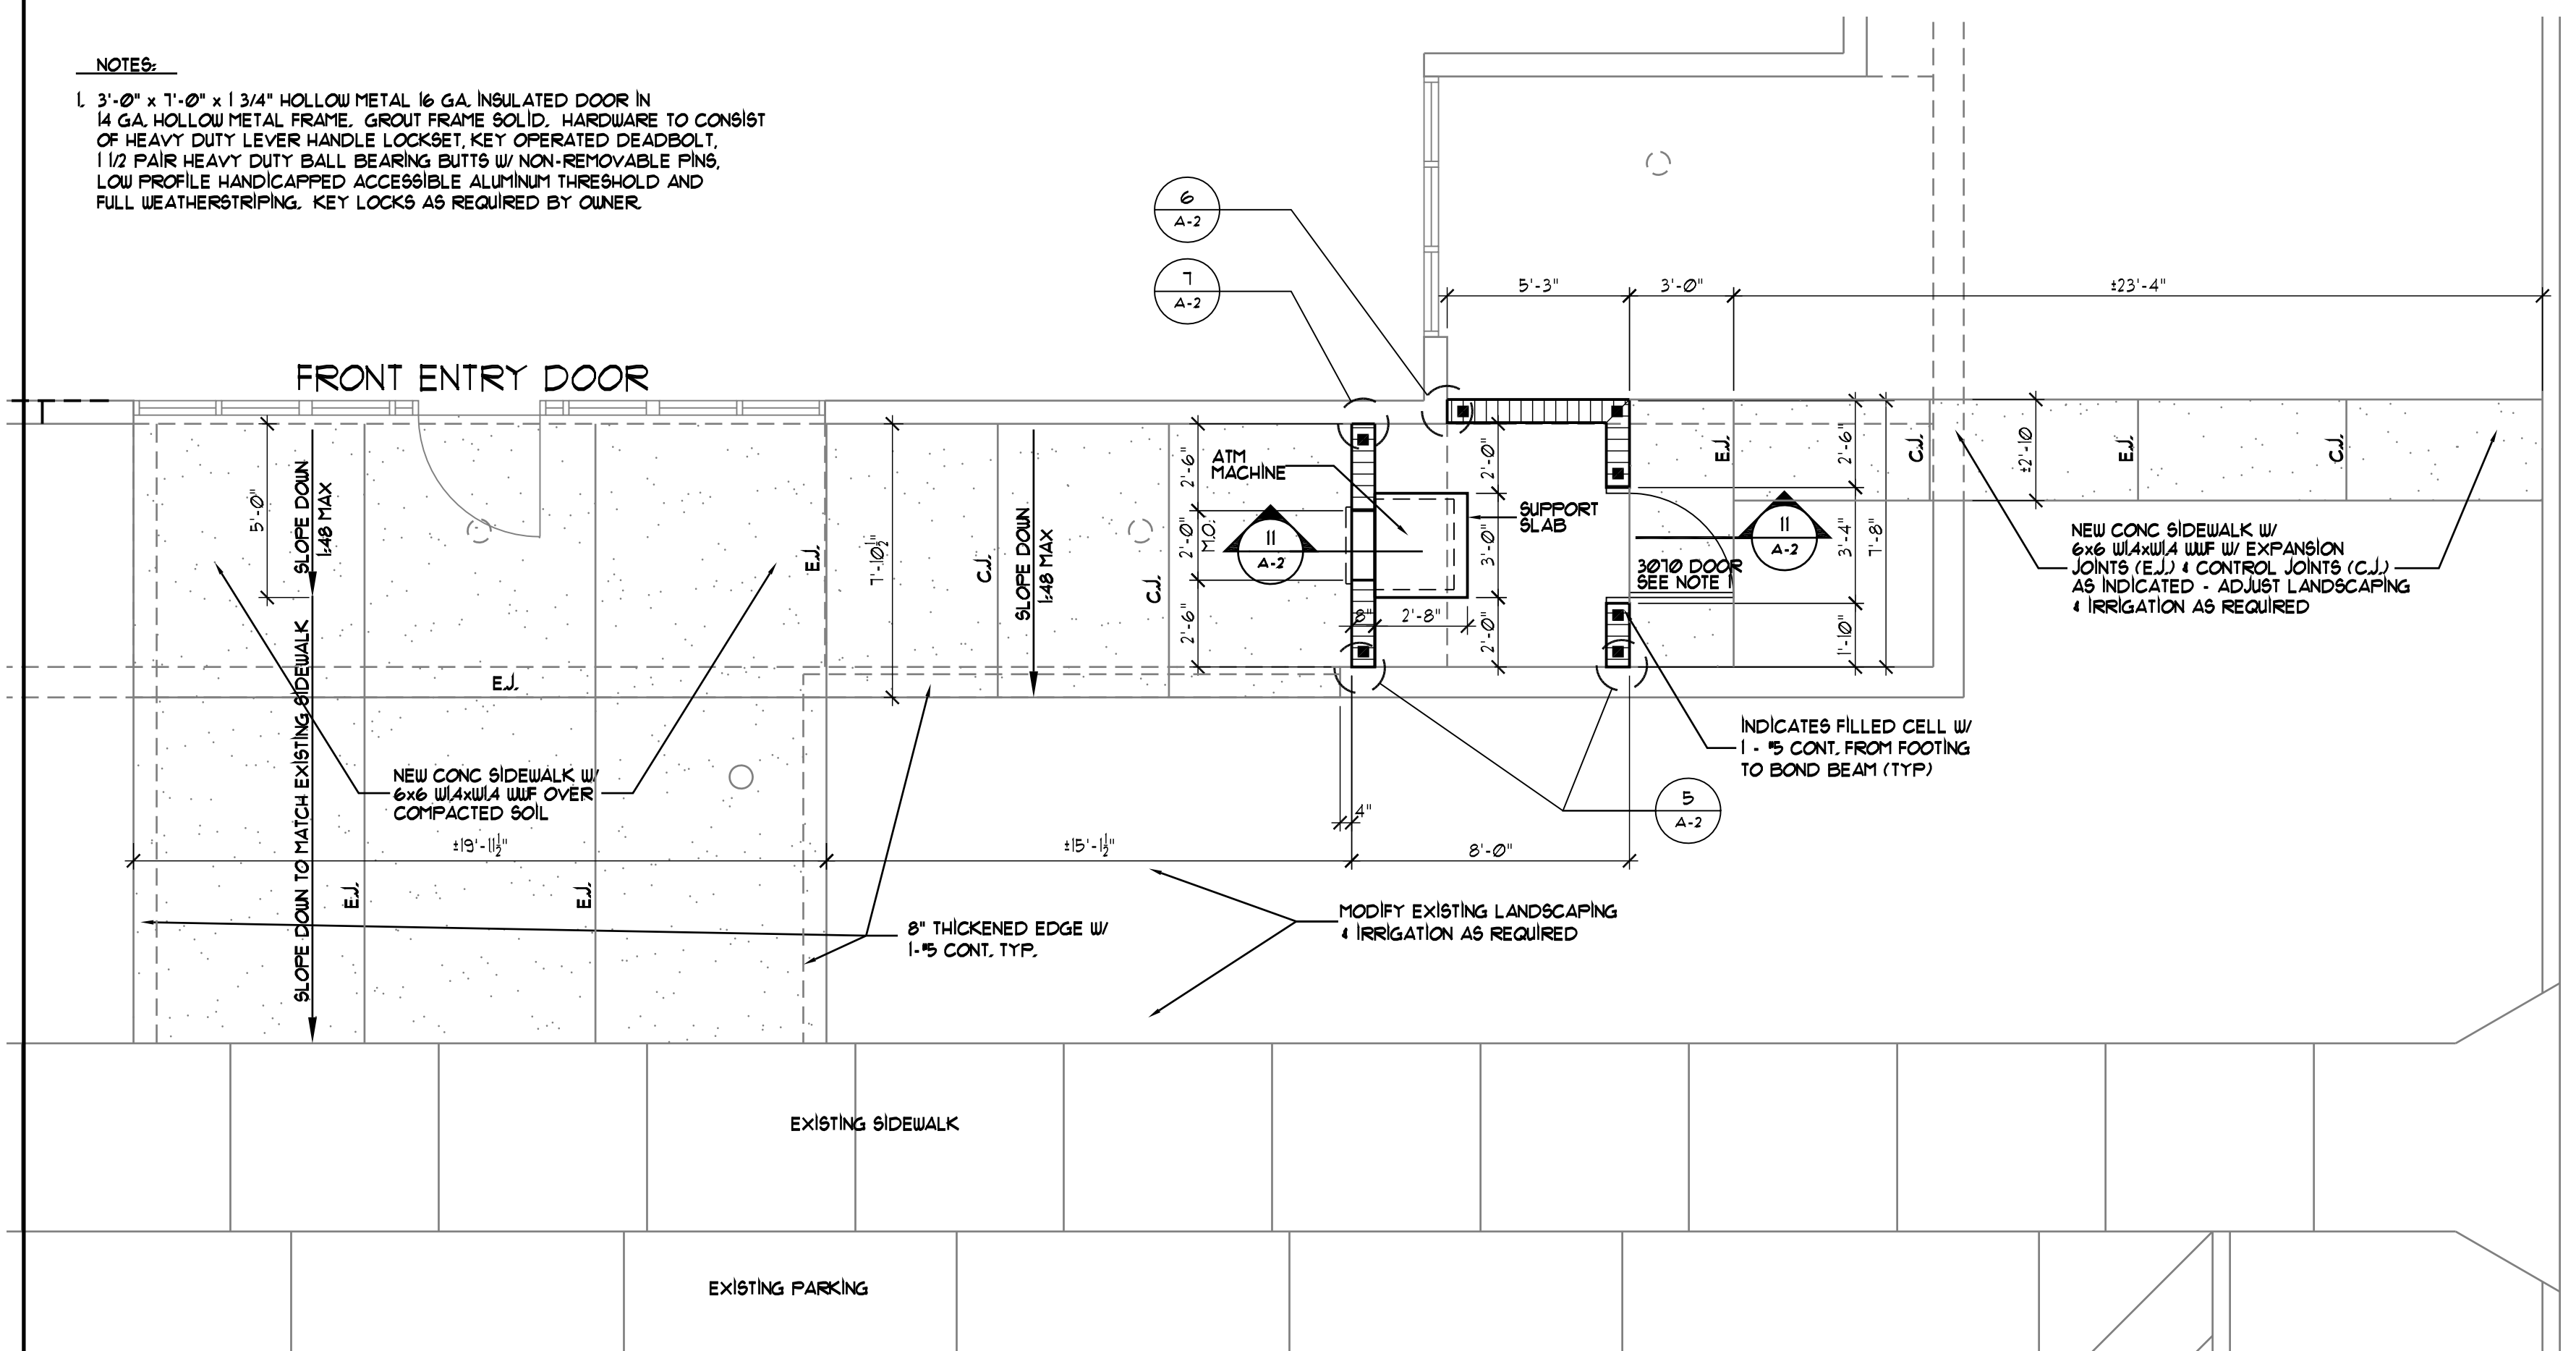 NOTES:
1. 3'-0" x 7'-0" x 1 3/4" HOLLOW METAL 16 GA. INSULATED DOOR IN
14 GA. HOLLOW METAL FRAME. GROUT FRAME SOLID. HARDWARE TO CONSIST
OF HEAVY DUTY LEVER HANDLE LOCKSET, KEY OPERATED DEADBOLT,
1 1/2 PAIR HEAVY DUTY BALL BEARING BUTTS W/ NON-REMOVABLE PINS,
LOW PROFILE HANDICAPPED ACCESSIBLE ALUMINUM THRESHOLD AND
FULL WEATHERSTRIPING. KEY LOCKS AS REQUIRED BY OWNER.
6
A-2
7
A-2
5'-3"
3'-0"
±23'-4"
FRONT ENTRY DOOR
5'-0"
SLOPE DOWN
1:48 MAX
SLOPE DOWN TO MATCH EXISTING SIDEWALK
E.J.
E.J.
7'-10 1/2"
C.J.
SLOPE DOWN
1:48 MAX
C.J.
2'-6"
2'-0"
M.O.
2'-6"
ATM
MACHINE
11
A-2
8"
2'-8"
2'-0"
3'-0"
2'-0"
SUPPORT
SLAB
3070 DOOR
SEE NOTE 1
E.J.
11
A-2
2'-6"
3'-4"
1'-10"
7'-8"
C.J.
±2'-10
E.J.
C.J.
NEW CONC SIDEWALK W/
6x6 W1.4xW1.4 WWF W/ EXPANSION
JOINTS (E.J.) & CONTROL JOINTS (C.J.)
AS INDICATED - ADJUST LANDSCAPING
& IRRIGATION AS REQUIRED
NEW CONC SIDEWALK W/
6x6 W1.4xW1.4 WWF OVER
COMPACTED SOIL
INDICATES FILLED CELL W/
1 - #5 CONT. FROM FOOTING
TO BOND BEAM (TYP)
5
A-2
4"
±19'-11 1/2"
±15'-1 1/2"
8'-0"
E.J.
E.J.
8" THICKENED EDGE W/
1-#5 CONT. TYP.
MODIFY EXISTING LANDSCAPING
& IRRIGATION AS REQUIRED
EXISTING SIDEWALK
EXISTING PARKING